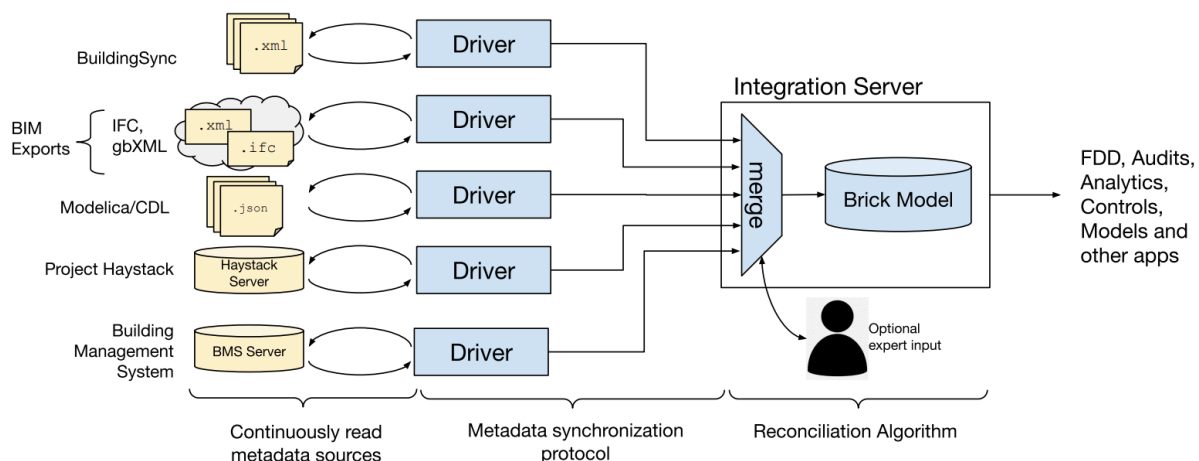 BuildingSync
.xml
Driver
BIM
Exports
IFC,
gbXML
.xml
.ifc
Driver
Modelica/CDL
.json
Driver
Project Haystack
Haystack
Server
Driver
Building
Management
System
BMS Server
Driver
Integration Server
merge
Brick Model
Optional
expert input
FDD, Audits,
Analytics,
Controls,
Models and
other apps
Continuously read
metadata sources
Metadata synchronization
protocol
Reconciliation Algorithm